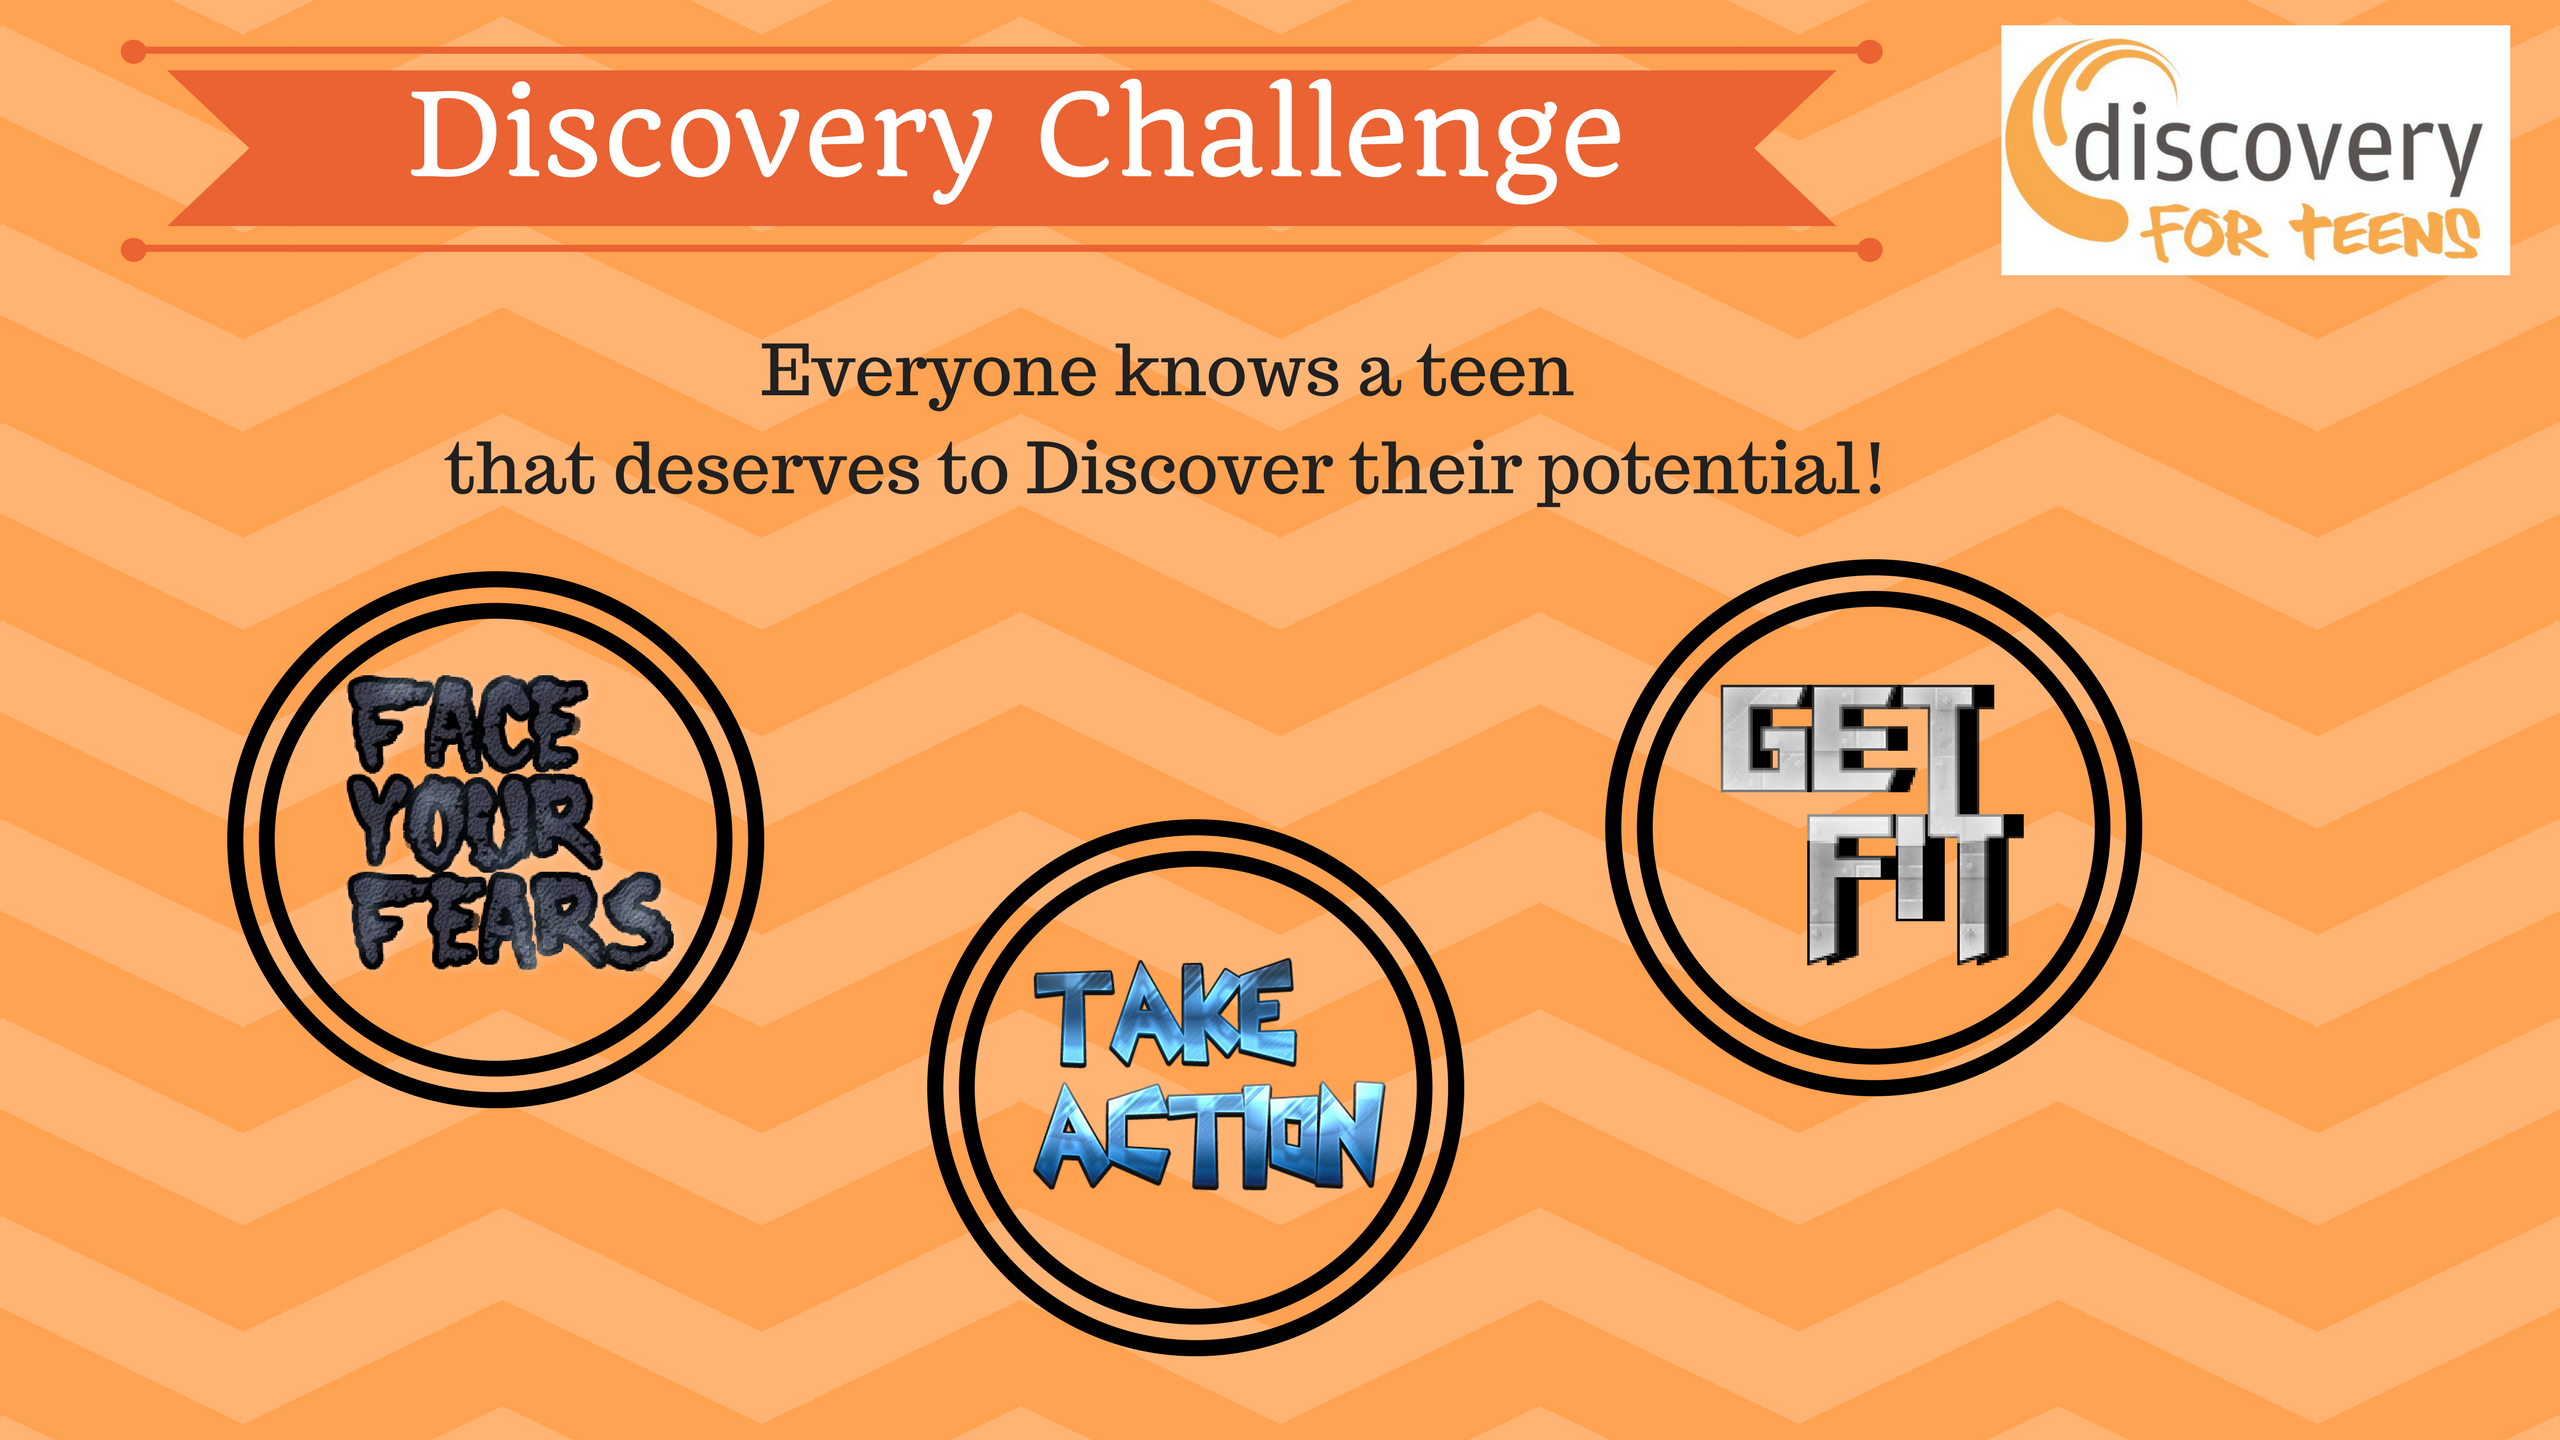 Discovery Challenge
discovery
FOR TEENS
Everyone knows a teen
that deserves to Discover their potential!
FACE
YOUR
FEARS
TAKE
ACTION
GET
FIT